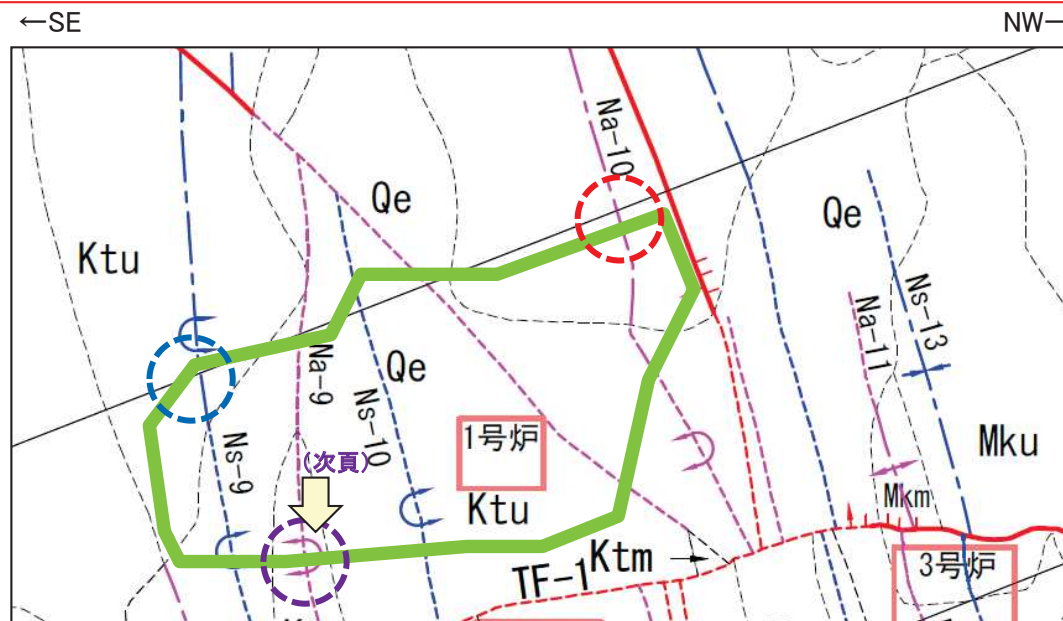 ←SE
NW→
Na-10
Qe
Qe
Ktu
Ns-13
Na-11
Na-9
Qe
Ns-10
1号炉
Mku
Ns-9
(次頁)
Mkm
Ktu
Ktm
3号炉
TF-1